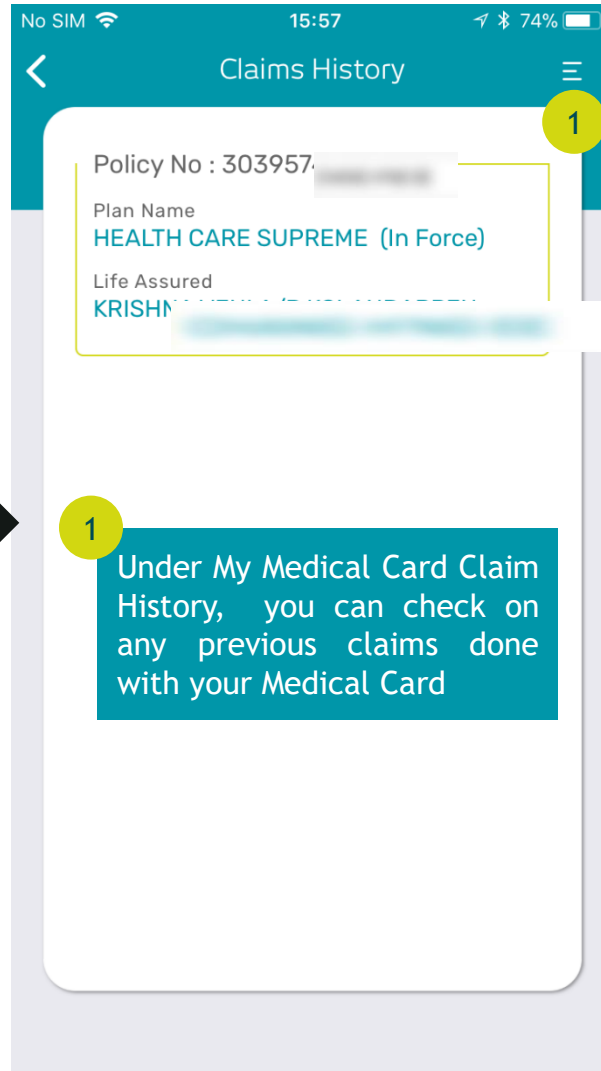 No SIM 15:57 74%
Claims History
1
Policy No : 303957
Plan Name
HEALTH CARE SUPREME (In Force)
Life Assured
1
Under My Medical Card Claim
History, you can check on
any previous claims done
with your Medical Card